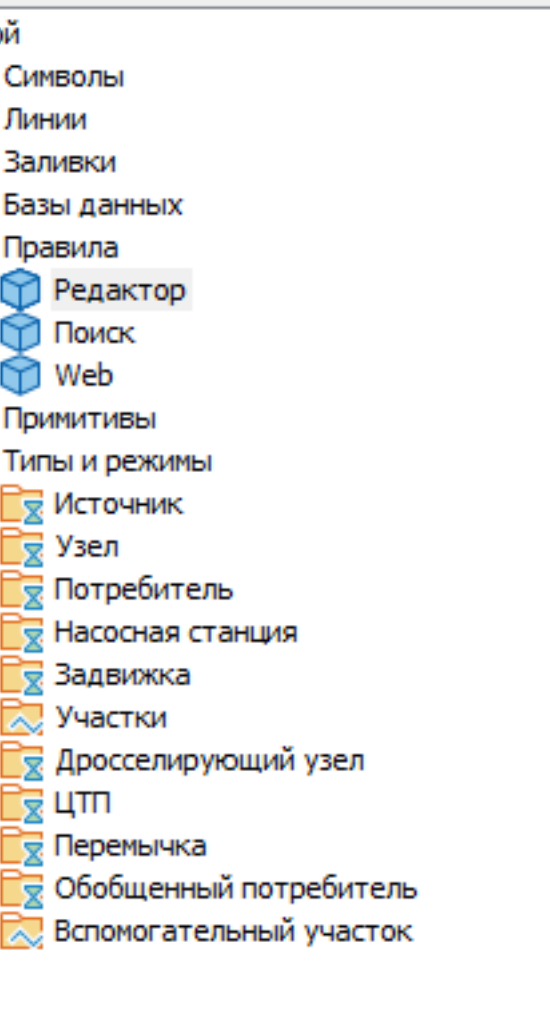 ой
Символы
Линии
Заливки
Базы данных
Правила
Редактор
Поиск
Web
Примитивы
Типы и режимы
Источник
Узел
Потребитель
Насосная станция
Задвижка
Участки
Дросселирующий узел
ЦТП
Перемычка
Обобщенный потребитель
Вспомогательный участок